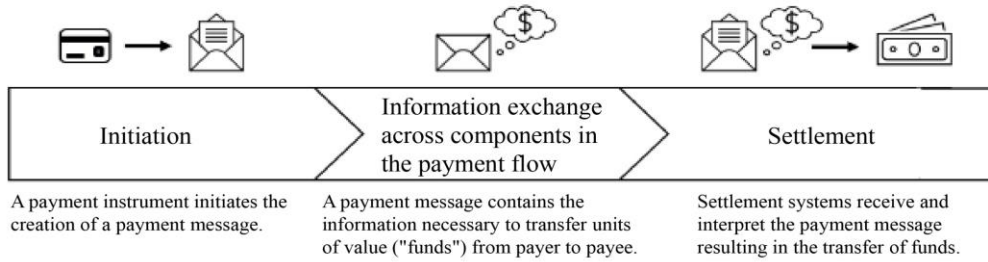 $
$
Initiation
Information exchange
across components in
the payment flow
Settlement
A payment instrument initiates the
creation of a payment message.
A payment message contains the
information necessary to transfer units
of value ("funds") from payer to payee.
Settlement systems receive and
interpret the payment message
resulting in the transfer of funds.